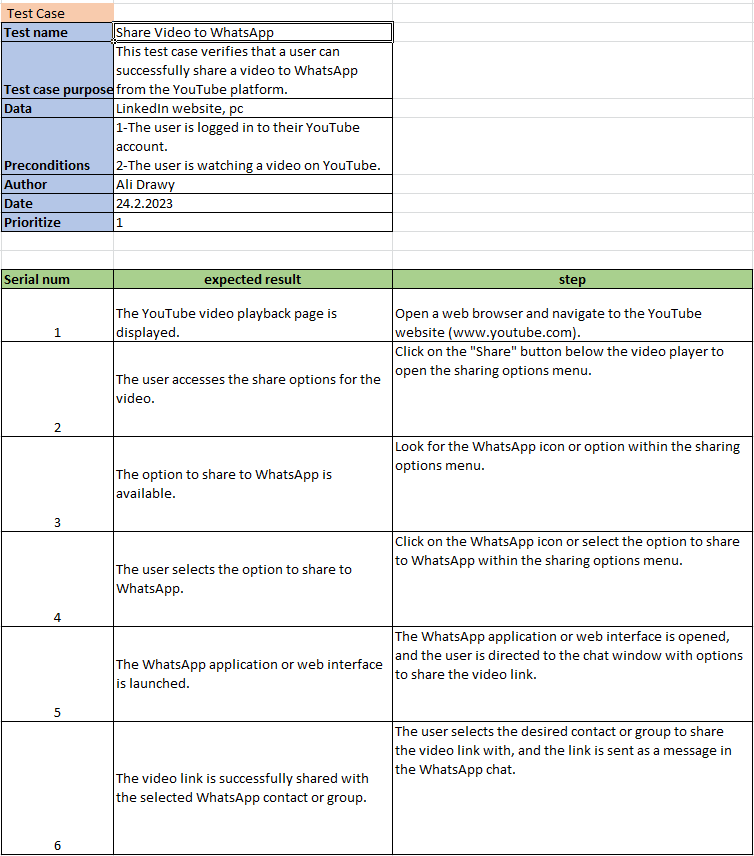 Test Case
Test name
Share Video to WhatsApp
Test case purpose
This test case verifies that a user can
successfully share a video to WhatsApp
from the YouTube platform.
Data
LinkedIn website, pc
Preconditions
1-The user is logged in to their YouTube
account.
2-The user is watching a video on YouTube.
Author
Ali Drawy
Date
24.2.2023
Prioritize
1
Serial num
expected result
step
1
The YouTube video playback page is
displayed.
Open a web browser and navigate to the YouTube
website (www.youtube.com).
2
The user accesses the share options for the
video.
Click on the "Share" button below the video player to
open the sharing options menu.
3
The option to share to WhatsApp is
available.
Look for the WhatsApp icon or option within the sharing
options menu.
4
The user selects the option to share to
WhatsApp.
Click on the WhatsApp icon or select the option to share
to WhatsApp within the sharing options menu.
5
The WhatsApp application or web interface
is launched.
The WhatsApp application or web interface is opened,
and the user is directed to the chat window with options
to share the video link.
6
The video link is successfully shared with
the selected WhatsApp contact or group.
The user selects the desired contact or group to share
the video link with, and the link is sent as a message in
the WhatsApp chat.